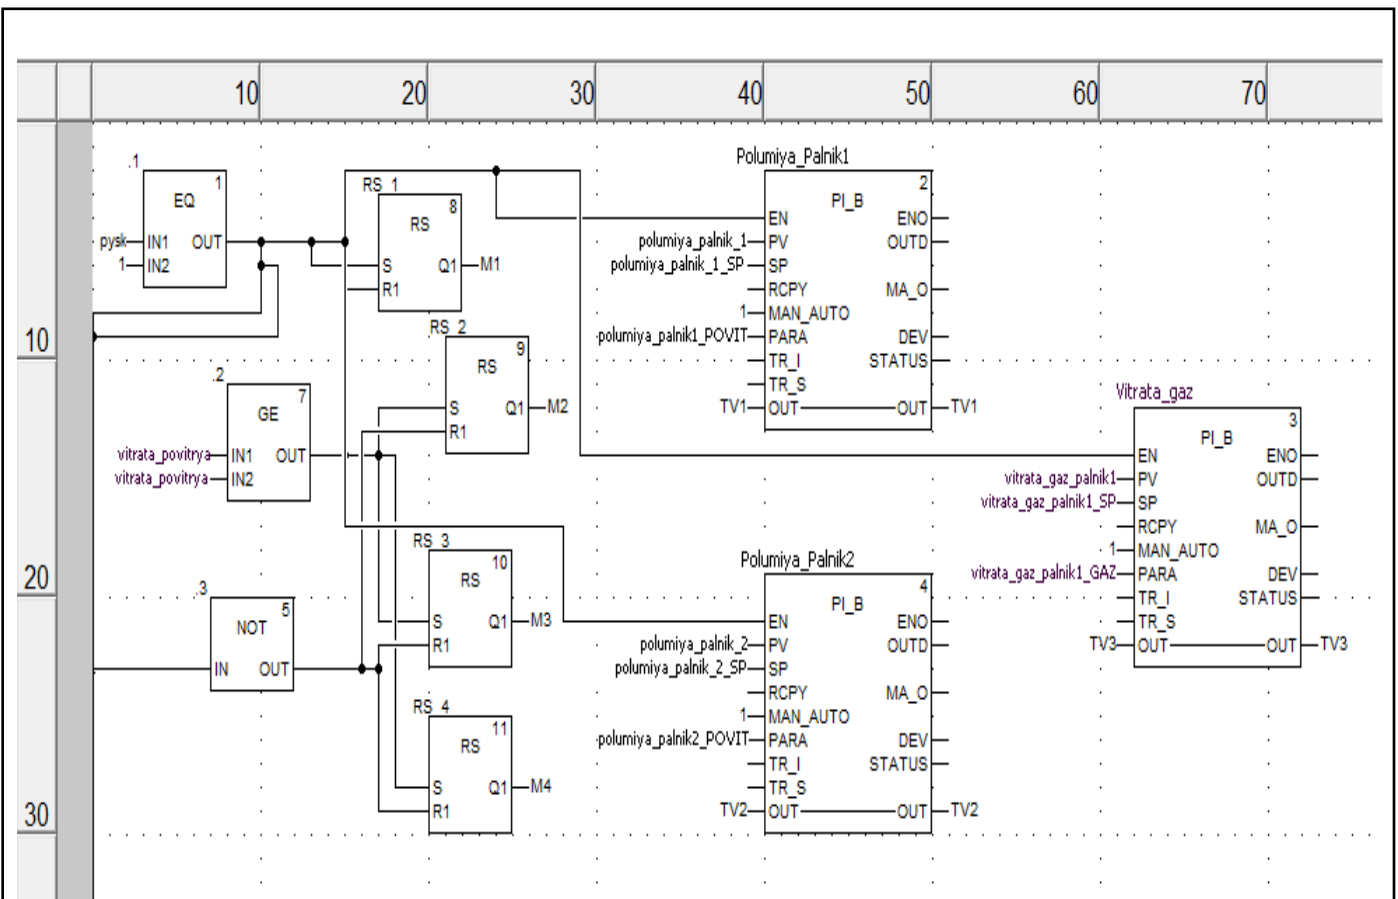 10 20 30 40 50 60 70
10
20
30
.1
1
EQ
pysk IN1 OUT
1 IN2
RS_1
8
RS
S Q1 M1
R1
RS_2
9
RS
S Q1 M2
R1
.2
7
GE
vitrata_povitrya IN1 OUT
vitrata_povitrya IN2
RS_3
10
RS
S Q1 M3
R1
.3
5
NOT
IN OUT
RS_4
11
RS
S Q1 M4
R1
Polumiya_Palnik1
2
PI_B
EN ENO
polumiya_palnik_1 PV OUTD
polumiya_palnik_1_SP SP
RCPY MA_O
1 MAN_AUTO
polumiya_palnik1_POVIT PARA DEV
TR_I STATUS
TR_S
TV1 OUT OUT TV1
Polumiya_Palnik2
4
PI_B
EN ENO
polumiya_palnik_2 PV OUTD
polumiya_palnik_2_SP SP
RCPY MA_O
1 MAN_AUTO
polumiya_palnik2_POVIT PARA DEV
TR_I STATUS
TR_S
TV2 OUT OUT TV2
Vitrata_gaz
3
PI_B
EN ENO
vitrata_gaz_palnik1 PV OUTD
vitrata_gaz_palnik1_SP SP
RCPY MA_O
1 MAN_AUTO
vitrata_gaz_palnik1_GAZ PARA DEV
TR_I STATUS
TR_S
TV3 OUT OUT TV3